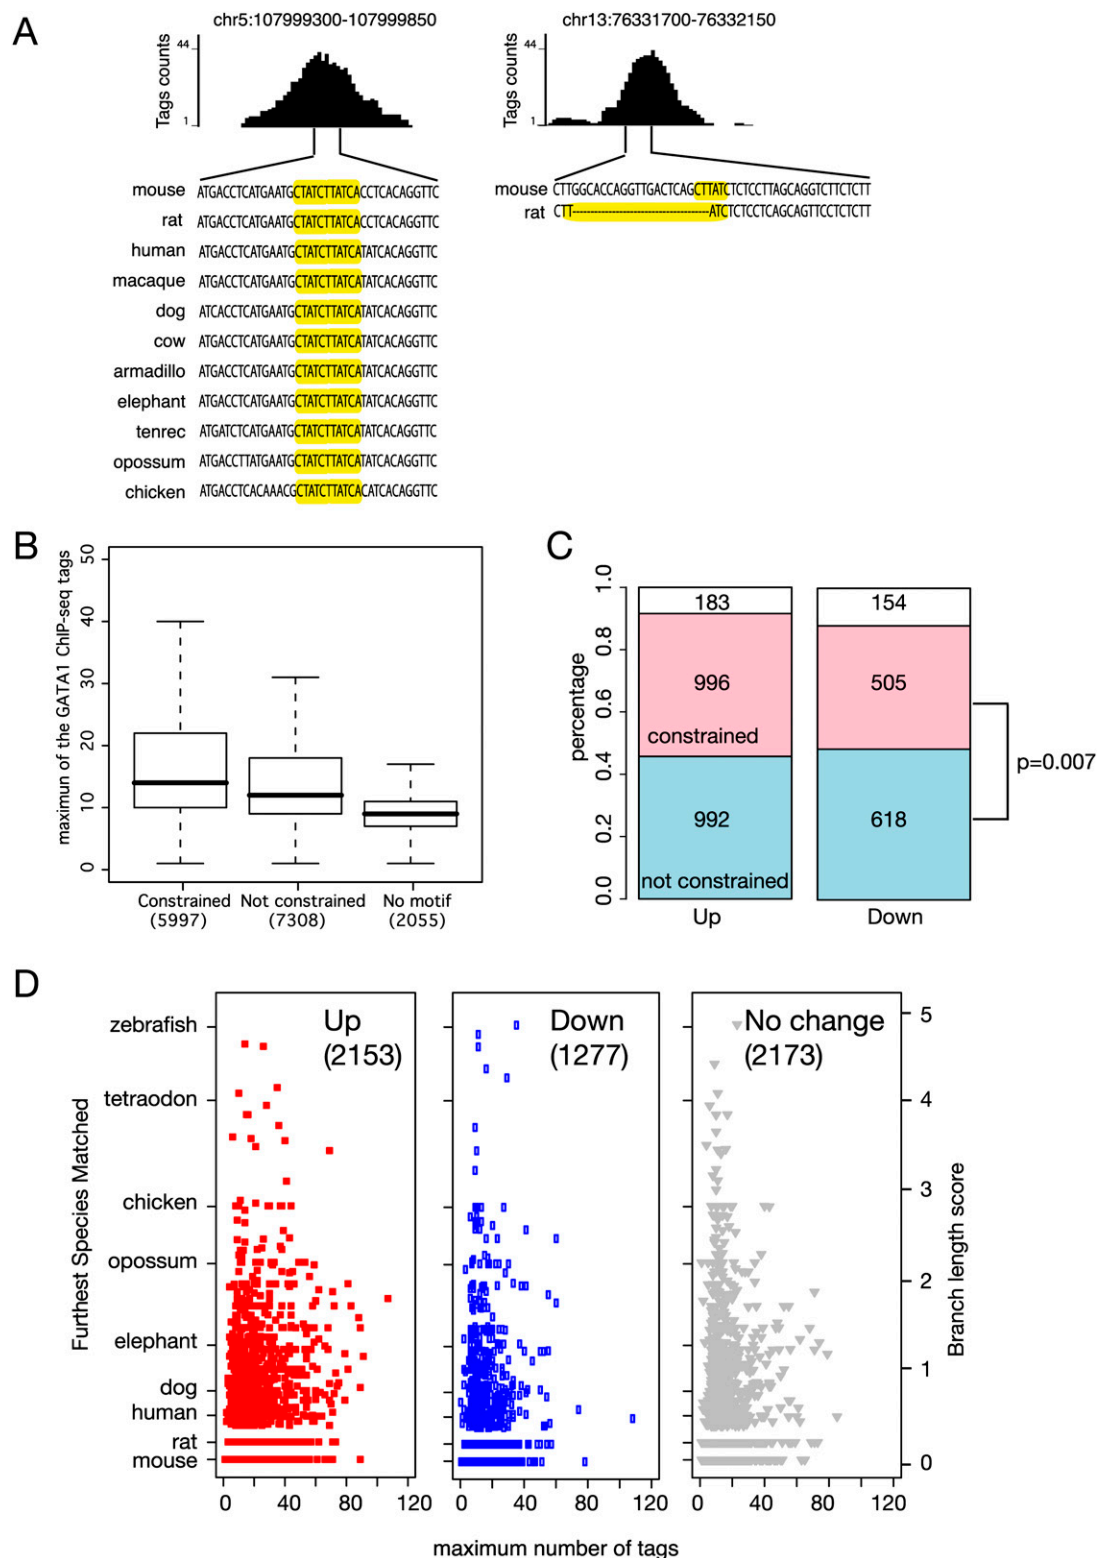 A
chr5:107999300-107999850
chr13:76331700-76332150
Tags counts
44
1
Tags counts
44
1
mouse ATGACCTCATGAATGCTATCTTATCACCTCACAGGTTC
rat ATGACCTCATGAATGCTATCTTATCACCTCACAGGTTC
human ATGACCTCATGAATGCTATCTTATCATATCACAGGTTC
macaque ATGACCTCATGAATGCTATCTTATCATATCACAGGTTC
dog ATCACCTCATGAATGCTATCTTATCATATCACAGGTTC
cow ATGACCTCATGAATGCTATCTTATCATATCACAGGTTC
armadillo ATGACCTCATGAATGCTATCTTATCATATCACAGGTTC
elephant ATGACCTCATGAATGCTATCTTATCATATCACAGGTTC
tenrec ATGATCTCATGAATGCTATCTTATCATATCACAGGTTC
opossum ATGACCTTATGAATGCTATCTTATCATATCACAGGTTC
chicken ATGACCTCACAAACGCTATCTTATCACATCACAGGTTC
mouse CTTGGCACCAGGTTGACTCAGCTTATCTCTCCTTAGCAGGTCTTCTCTT
rat CTT----------------------------------ATCTCTCCTCAGCAGTTCCTCTCTT
B
maximun of the GATA1 ChIP-seq tags
50
40
30
20
10
0
Constrained Not constrained No motif
(5997) (7308) (2055)
C
percentage
1.0
0.8
0.6
0.4
0.2
0.0
183
996
constrained
992
not constrained
Up
154
505
618
Down
p=0.007
D
Furthest Species Matched
zebrafish
tetraodon
chicken
opossum
elephant
dog
human
rat
mouse
Up
(2153)
Down
(1277)
No change
(2173)
5
4
3
2
1
0
Branch length score
0 40 80 120
0 40 80 120
0 40 80 120
maximum number of tags